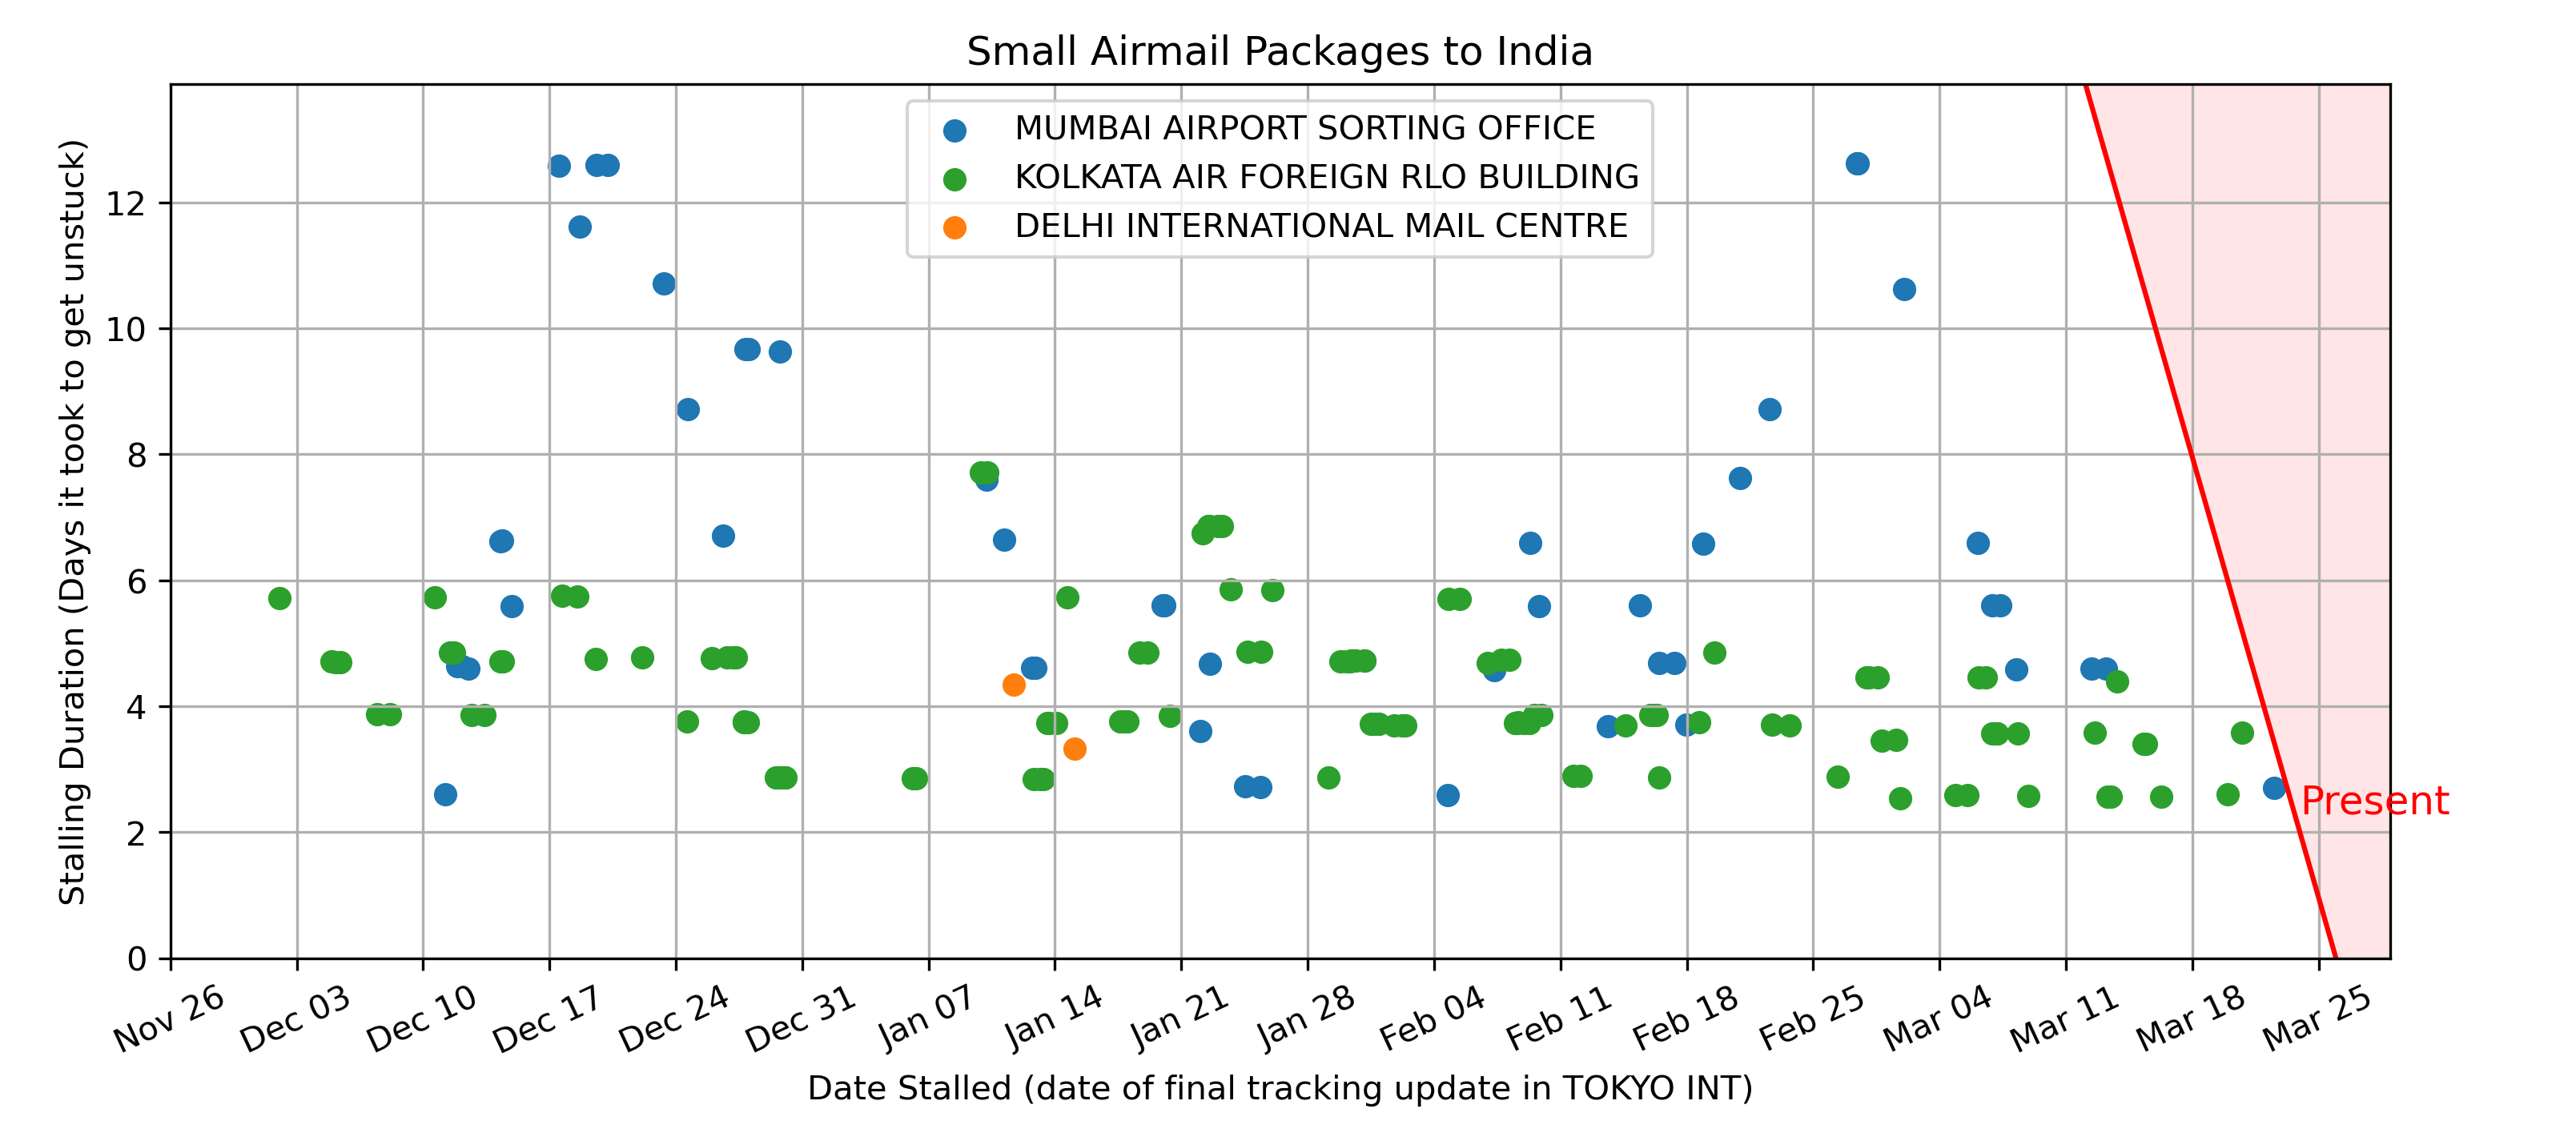 Small Airmail Packages to India
MUMBAI AIRPORT SORTING OFFICE
KOLKATA AIR FOREIGN RLO BUILDING
DELHI INTERNATIONAL MAIL CENTRE
Stalling Duration (Days it took to get unstuck)
12
10
8
6
4
2
0
Present
Nov 26
Dec 03
Dec 10
Dec 17
Dec 24
Dec 31
Jan 07
Jan 14
Jan 21
Jan 28
Feb 04
Feb 11
Feb 18
Feb 25
Mar 04
Mar 11
Mar 18
Mar 25
Date Stalled (date of final tracking update in TOKYO INT)